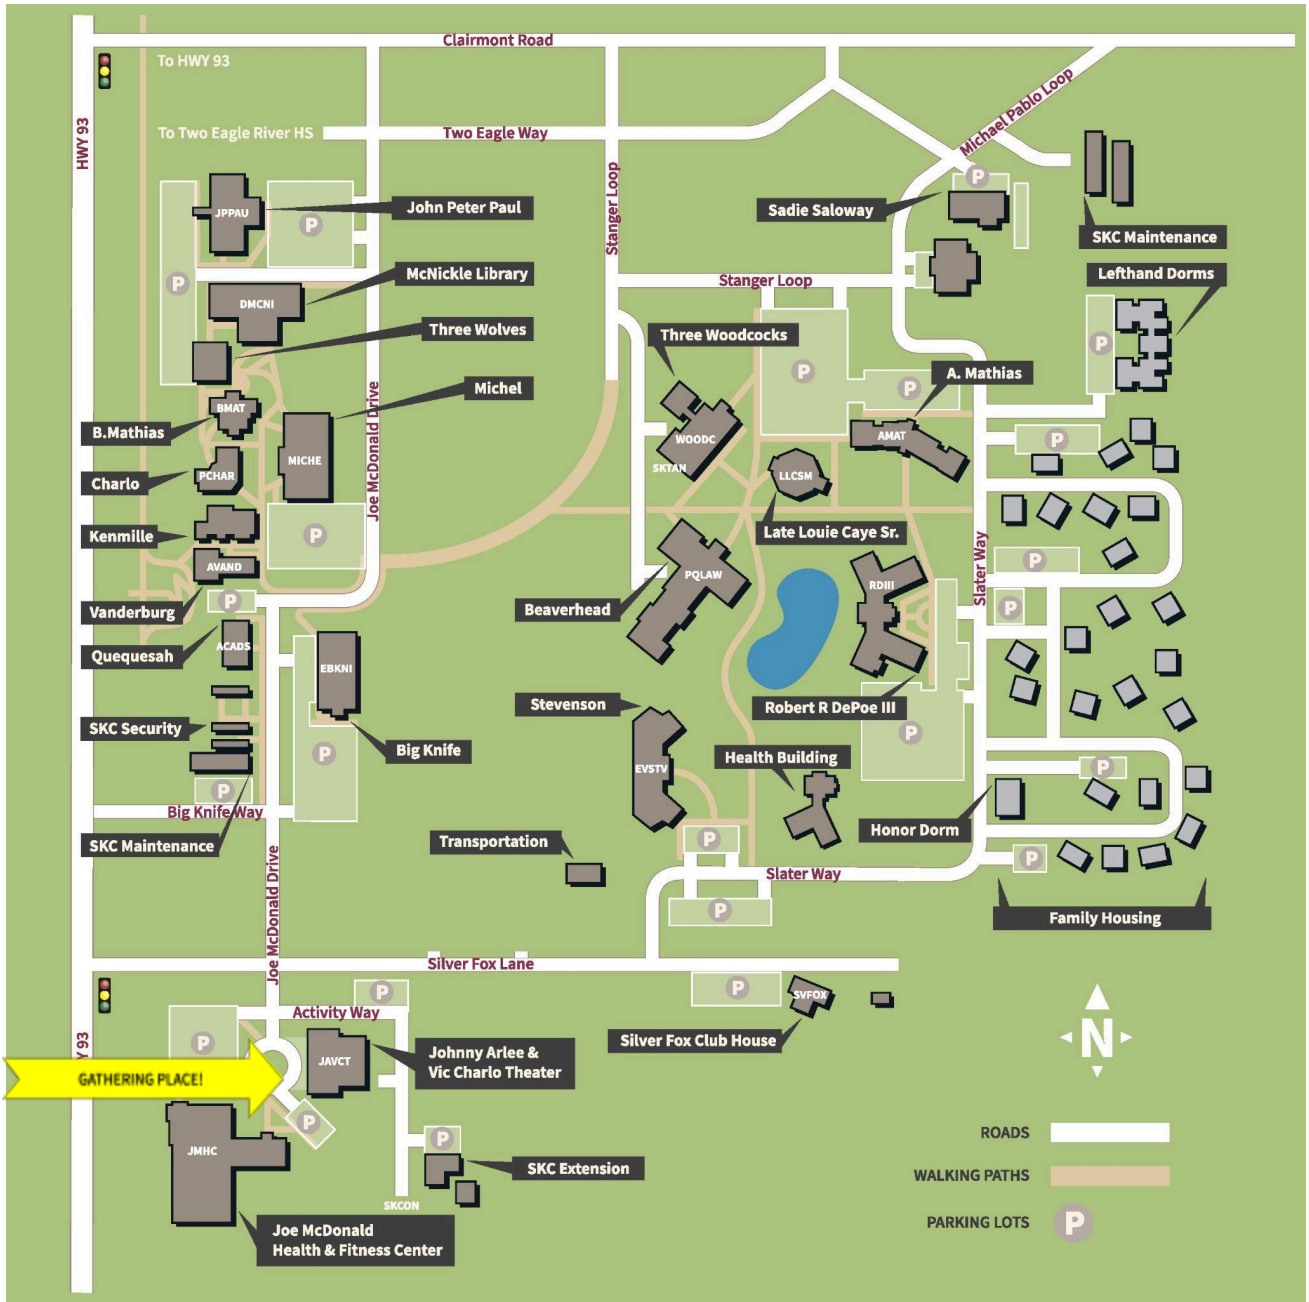 Clairmont Road
To HWY 93
HWY 93
To Two Eagle River HS
Two Eagle Way
Michael Pablo Loop
Stanger Loop
JPPAU
John Peter Paul
P
P
P
Sadie Saloway
SKC Maintenance
McNickle Library
DMCNI
Stanger Loop
Lefthand Dorms
Three Wolves
Three Woodcocks
P
P
P
A. Mathias
Michel
BMAT
B.Mathias
MICHE
Joe McDonald Drive
WOODC
SKTAN
AMAT
P
PCHAR
Charlo
LLCSM
Late Louie Caye Sr.
Kenmille
P
AVAND
Vanderburg
P
Beaverhead
PQLAW
RDIII
Slater Way
P
P
Quequesah
ACADS
EBKNI
Stevenson
Robert R DePoe III
P
SKC Security
Big Knife
P
Health Building
EVSTV
P
P
Big Knife Way
Honor Dorm
SKC Maintenance
Transportation
P
P
Joe McDonald Drive
Slater Way
P
Family Housing
Silver Fox Lane
P
P
SVFOX
Activity Way
Silver Fox Club House
N
Y 93
P
JAVCT
Johnny Arlee &
Vic Charlo Theater
GATHERING PLACE!
P
JMHC
P
SKC Extension
SKCON
Joe McDonald
Health & Fitness Center
ROADS
WALKING PATHS
PARKING LOTS
P